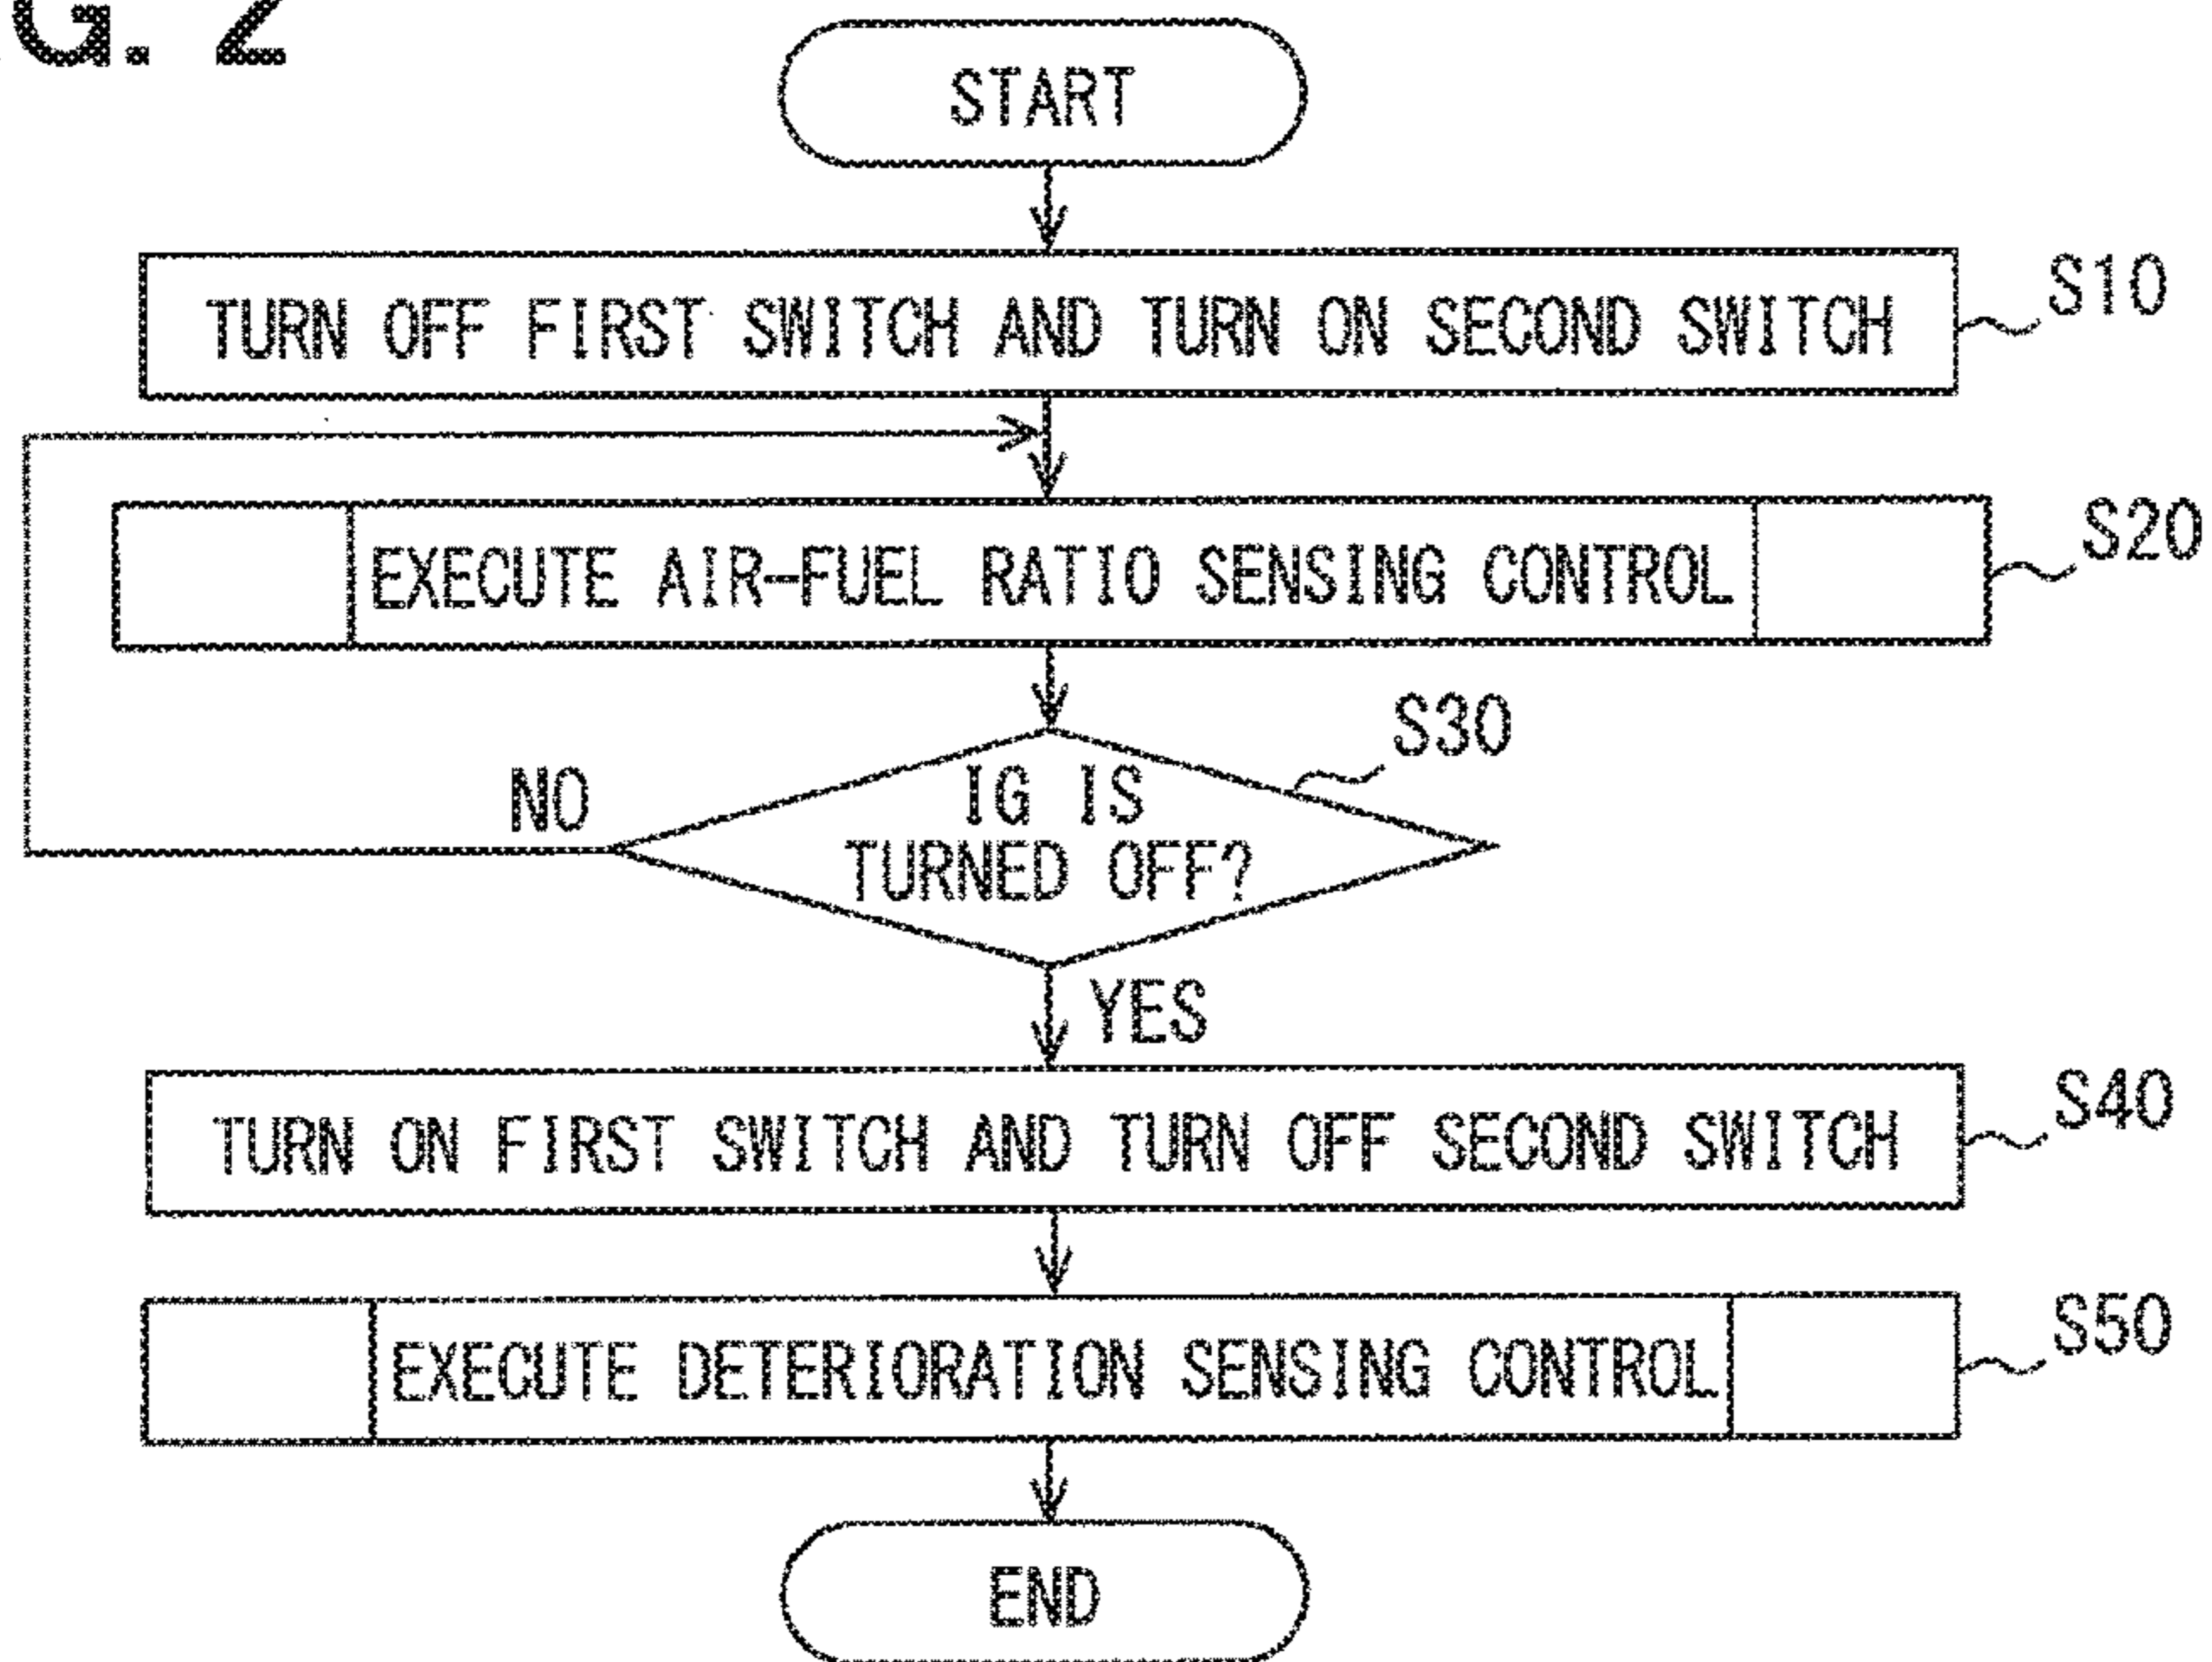 G. 2
START
TURN OFF FIRST SWITCH AND TURN ON SECOND SWITCH
S10
EXECUTE AIR-FUEL RATIO SENSING CONTROL
S20
S30
IG IS
TURNED OFF?
NO
YES
TURN ON FIRST SWITCH AND TURN OFF SECOND SWITCH
S40
EXECUTE DETERIORATION SENSING CONTROL
S50
END